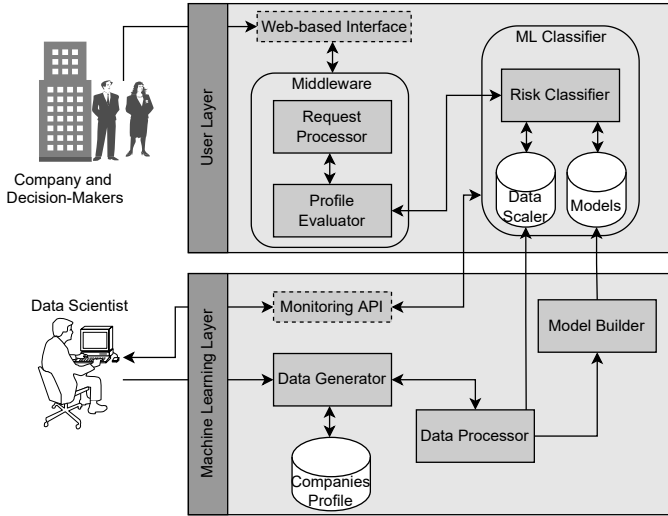 Web-based Interface
ML Classifier
Middleware
Risk Classifier
Request
Processor
User Layer
Company and
Decision-Makers
Profile
Evaluator
Data
Scaler
Models
Data Scientist
Monitoring API
Model Builder
Machine Learning Layer
Data Generator
Data Processor
Companies
Profile